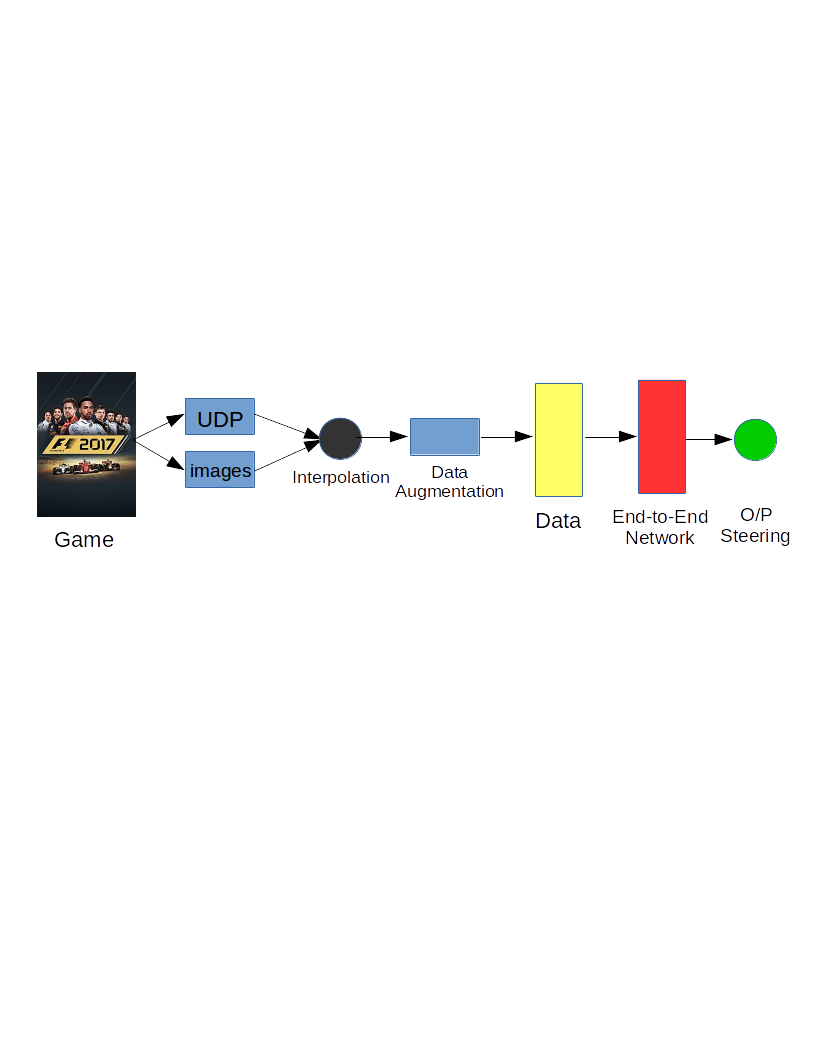 F1 2017
Game
UDP
images
Interpolation
Data
Augmentation
Data
End-to-End
Network
O/P
Steering